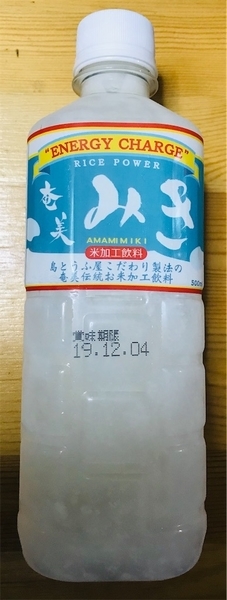 "ENERGY CHARGE"
RICE POWER
奄美
みき
AMAMIMIKI
米加工飲料
島とうふ屋こだわり製法の
奄美伝統お米加工飲料
500m
賞味期限
19.12.04